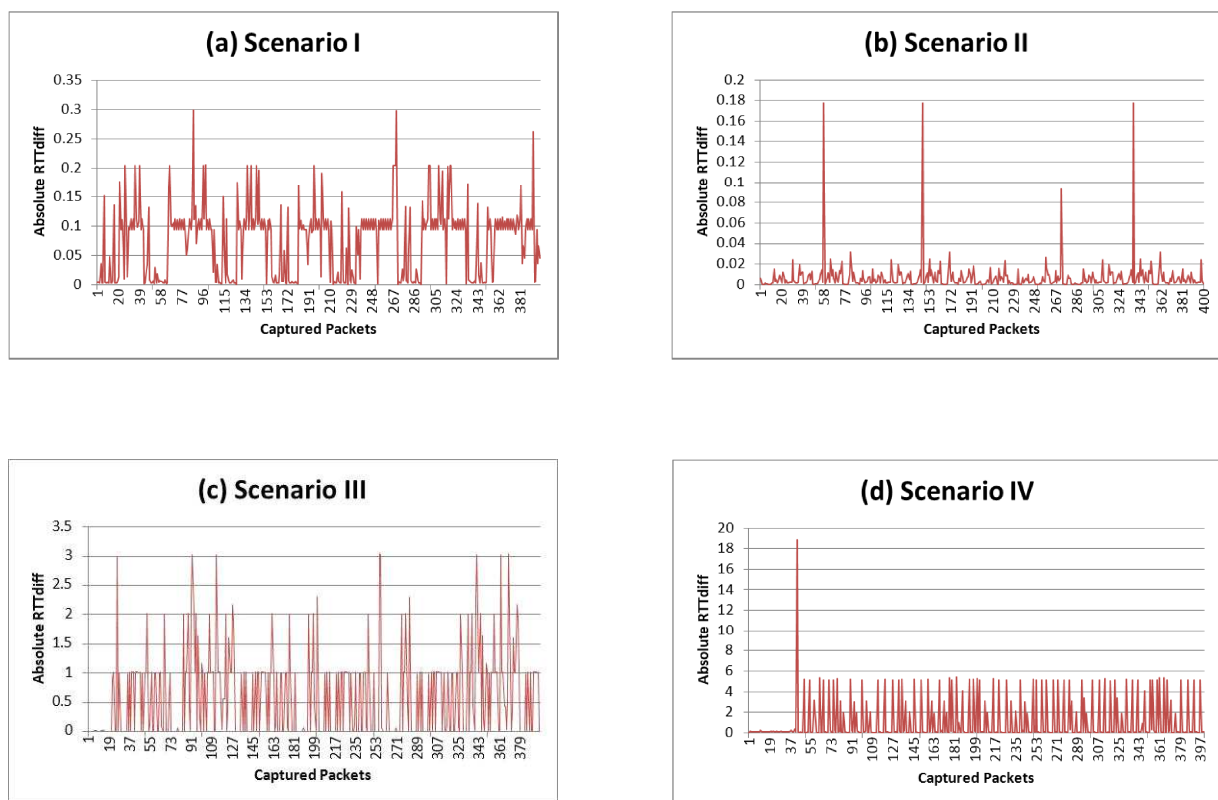 (a) Scenario I
Absolute RTTdiff
0.35
0.3
0.25
0.2
0.15
0.1
0.05
0
1 20 39 58 77 96 115 134 153 172 191 210 229 248 267 286 305 324 343 362 381
Captured Packets
(b) Scenario II
Absolute RTTdiff
0.2
0.18
0.16
0.14
0.12
0.1
0.08
0.06
0.04
0.02
0
1 20 39 58 77 96 115 134 153 172 191 210 229 248 267 286 305 324 343 362 381 400
Captured Packets
(c) Scenario III
Absolute RTTdiff
3.5
3
2.5
2
1.5
1
0.5
0
1 19 37 55 73 91 109 127 145 163 181 199 217 235 253 271 289 307 325 343 361 379
Captured Packets
(d) Scenario IV
Absolute RTTdiff
20
18
16
14
12
10
8
6
4
2
0
1 19 37 55 73 91 109 127 145 163 181 199 217 235 253 271 289 307 325 343 361 379 397
Captured Packets